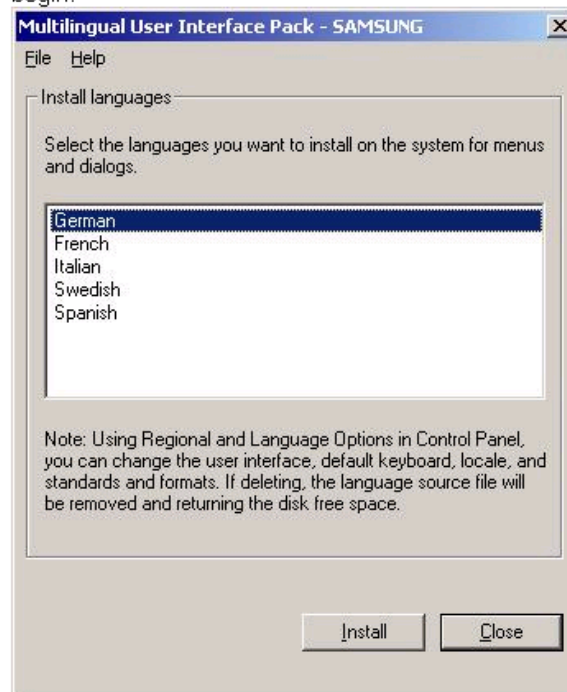 begin.
Multilingual User Interface Pack - SAMSUNG
File Help
Install languages
Select the languages you want to install on the system for menus
and dialogs.
German
French
Italian
Swedish
Spanish
Note: Using Regional and Language Options in Control Panel,
you can change the user interface, default keyboard, locale, and
standards and formats. If deleting, the language source file will
be removed and returning the disk free space.
Install Close